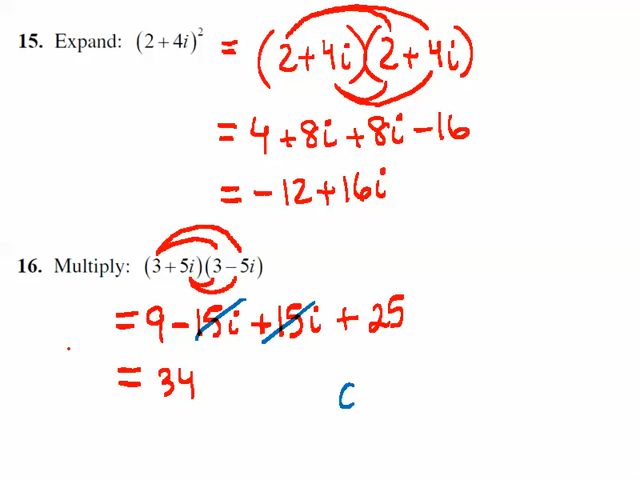 15. Expand: (2 + 4i)² = (2 + 4i)(2 + 4i)
= 4 + 8i + 8i - 16
= - 12 + 16i
16. Multiply: (3 + 5i)(3 − 5i)
= 9 - 15i + 15i + 25
= 34 C